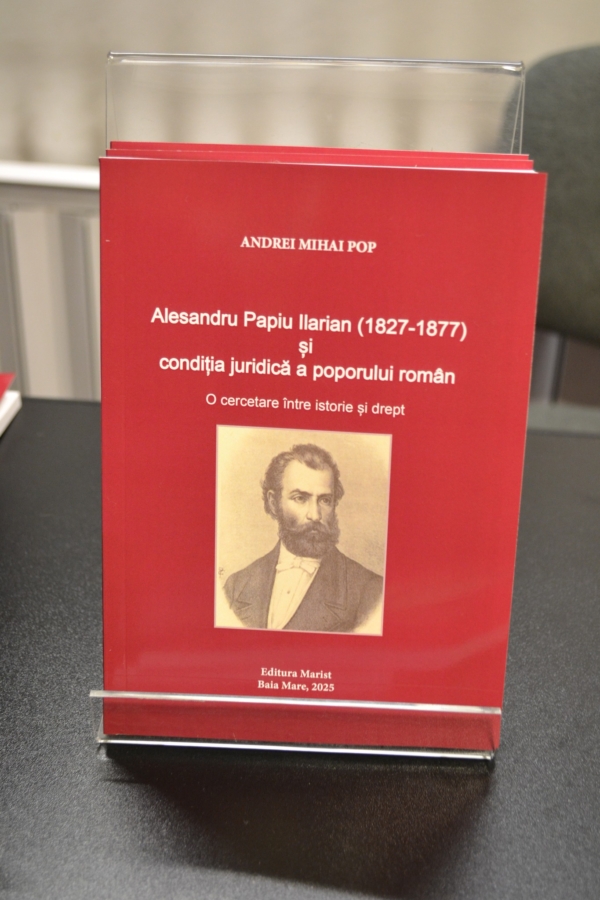 ANDREI MIHAI POP
Alesandru Papiu Ilarian (1827-1877)
și
condiția juridică a poporului român
O cercetare între istorie și drept
Editura Marist
Baia Mare, 2025